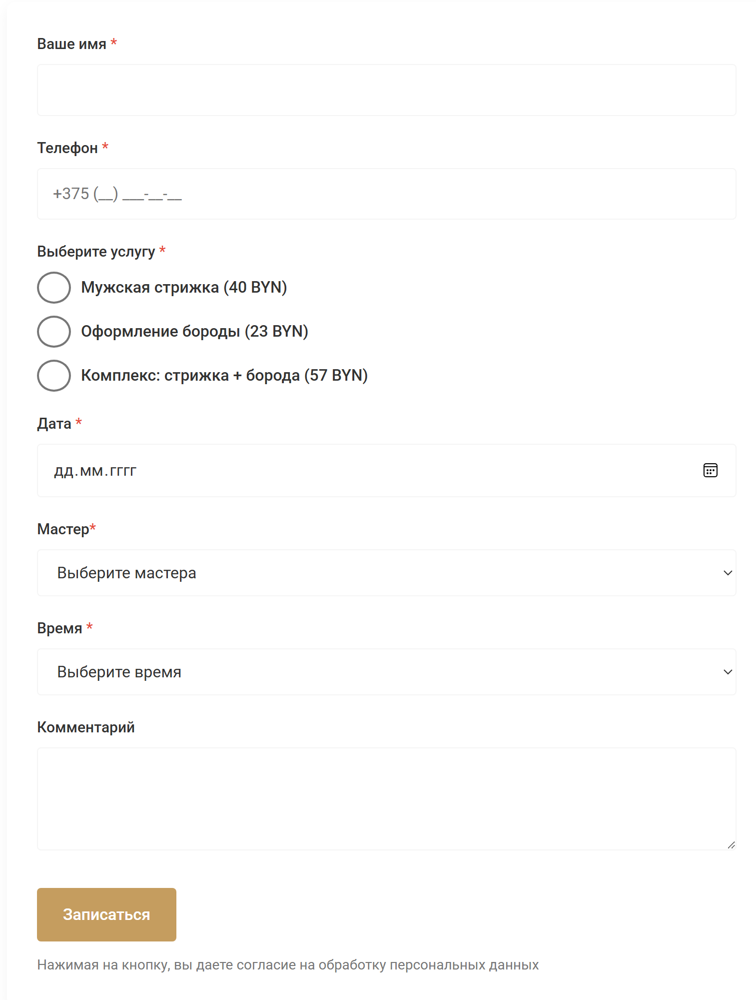 Ваше имя *
Телефон *
+375 (__) ___-__-__
Выберите услугу *
Мужская стрижка (40 BYN)
Оформление бороды (23 BYN)
Комплекс: стрижка + борода (57 BYN)
Дата *
дд.мм.гггг
Мастер*
Выберите мастера
Время *
Выберите время
Комментарий
Записаться
Нажимая на кнопку, вы даете согласие на обработку персональных данных